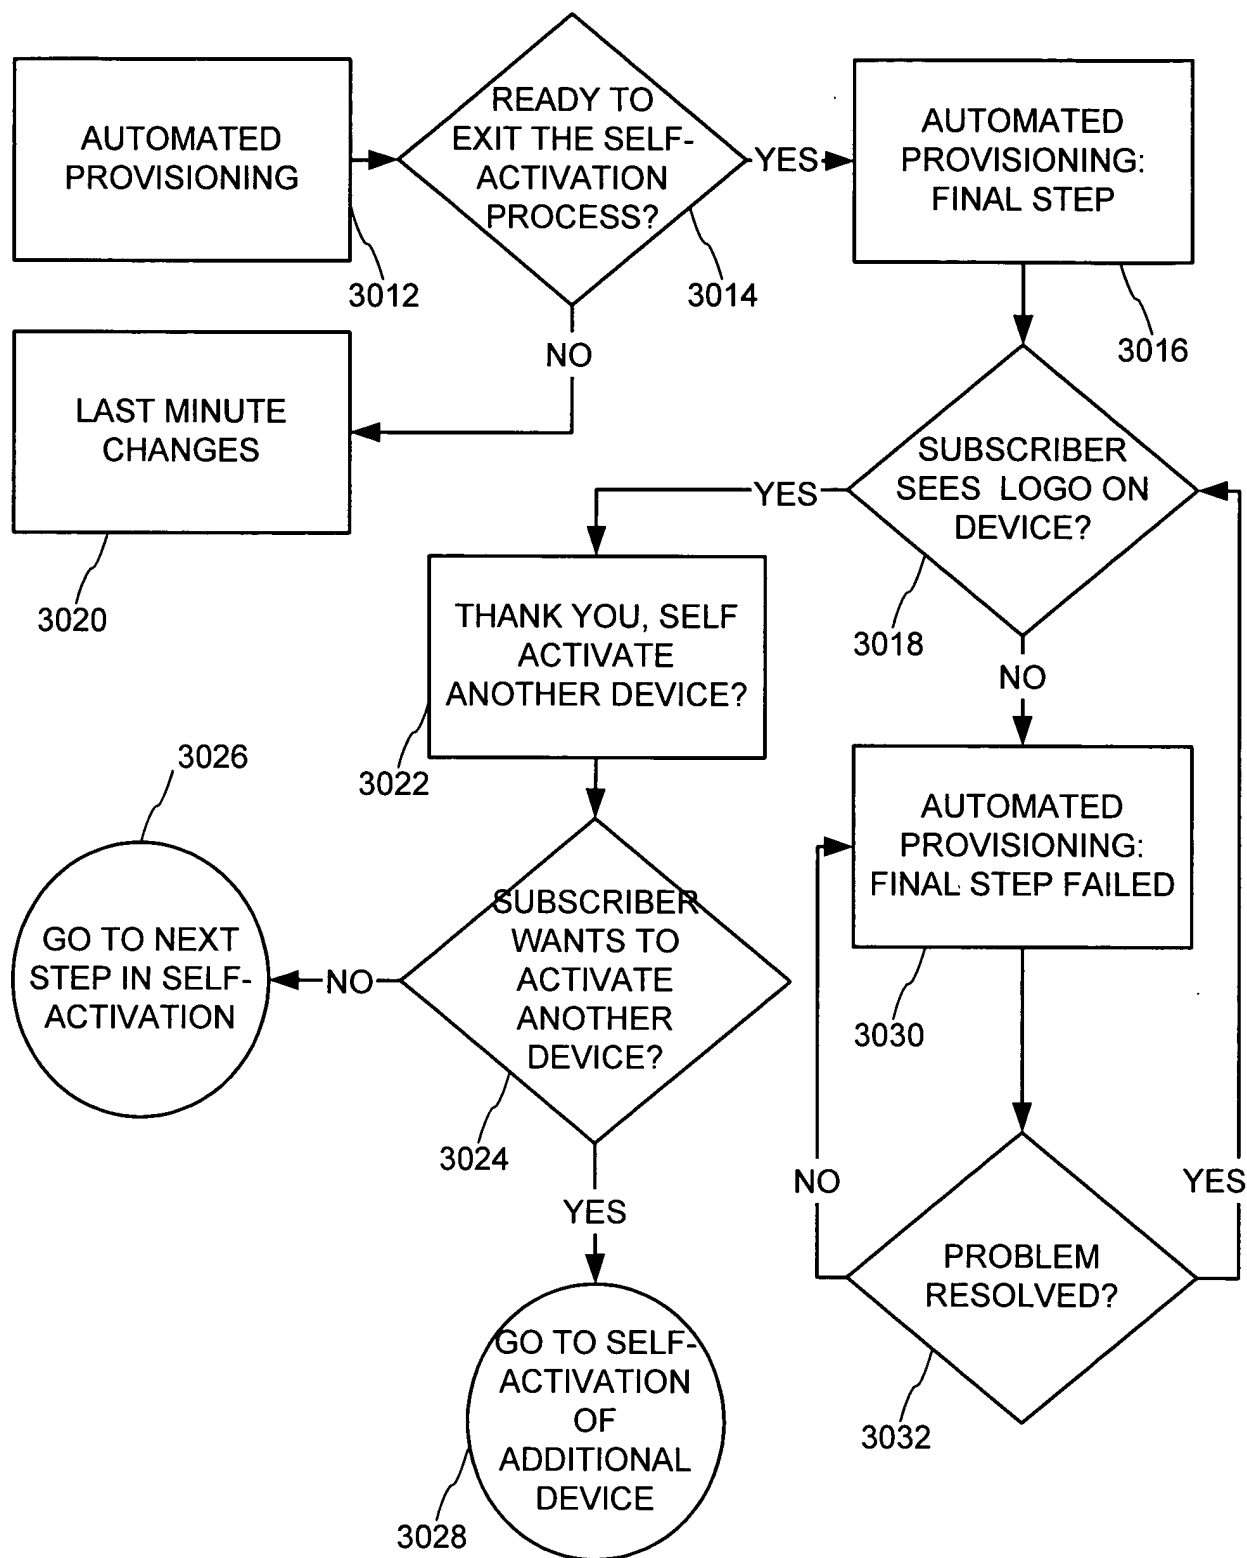 AUTOMATED
PROVISIONING
3012
READY TO
EXIT THE SELF-
ACTIVATION
PROCESS?
3014
YES
AUTOMATED
PROVISIONING:
FINAL STEP
3016
NO
LAST MINUTE
CHANGES
3020
SUBSCRIBER
SEES LOGO ON
DEVICE?
3018
YES
THANK YOU, SELF
ACTIVATE
ANOTHER DEVICE?
3022
NO
AUTOMATED
PROVISIONING:
FINAL STEP FAILED
3030
3026
GO TO NEXT
STEP IN SELF-
ACTIVATION
NO
SUBSCRIBER
WANTS TO
ACTIVATE
ANOTHER
DEVICE?
3024
YES
NO
YES
PROBLEM
RESOLVED?
3032
GO TO SELF-
ACTIVATION
OF
ADDITIONAL
DEVICE
3028